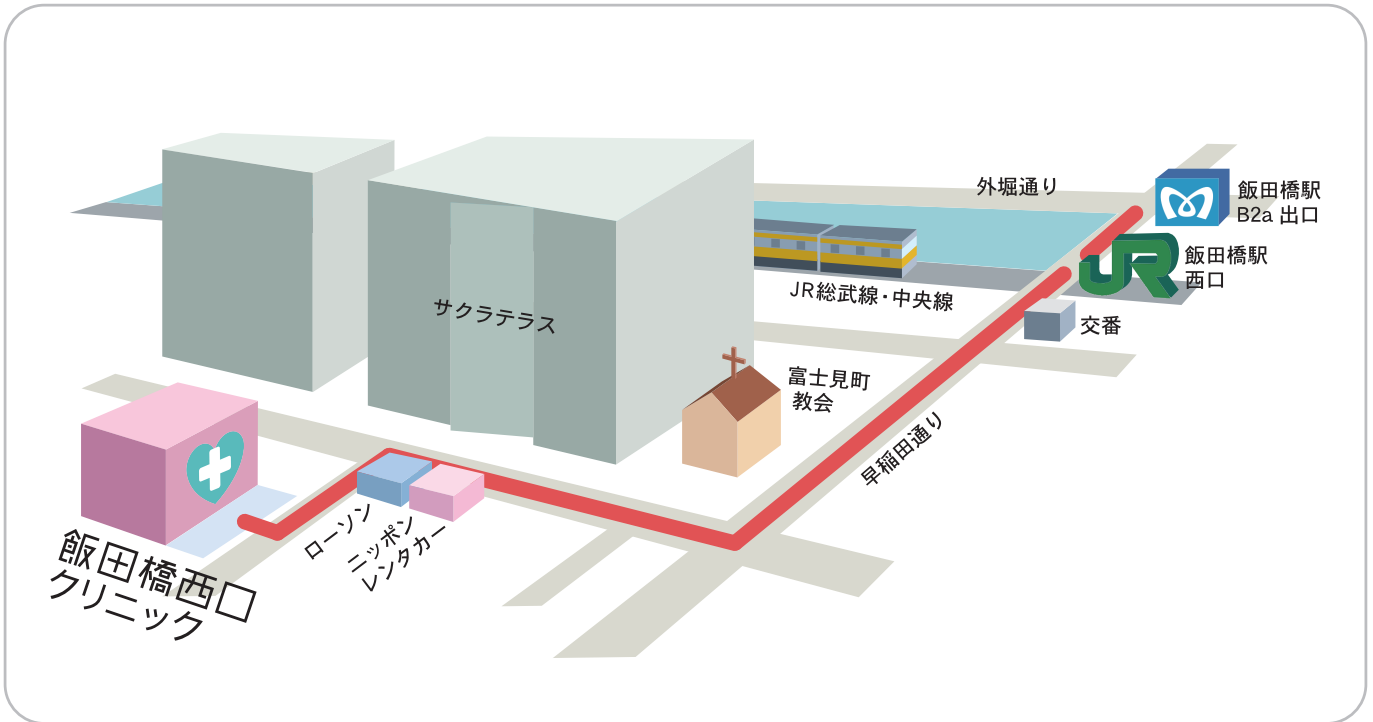 外堀通り
飯田橋駅
B2a 出口
JR
飯田橋駅
西口
JR総武線・中央線
交番
サクラテラス
富士見町
教会
早稲田通り
ローソン
ニッポン
レンタカー
飯田橋西口
クリニック